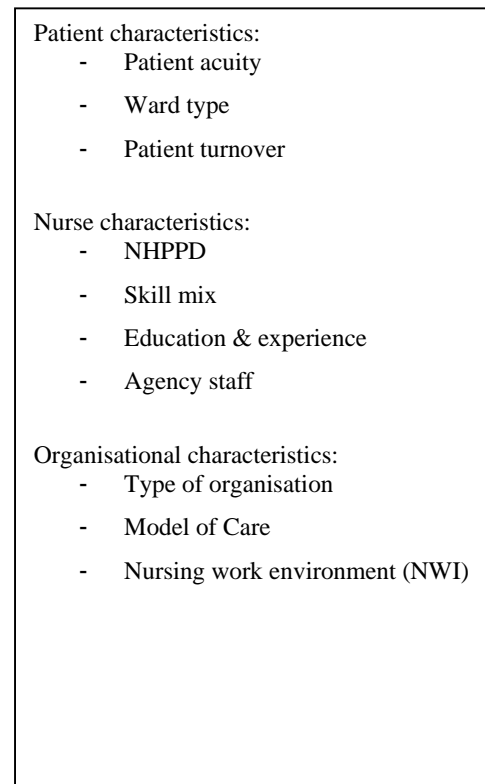 Patient characteristics:
- Patient acuity
- Ward type
- Patient turnover
Nurse characteristics:
- NHPPD
- Skill mix
- Education & experience
- Agency staff
Organisational characteristics:
- Type of organisation
- Model of Care
- Nursing work environment (NWI)